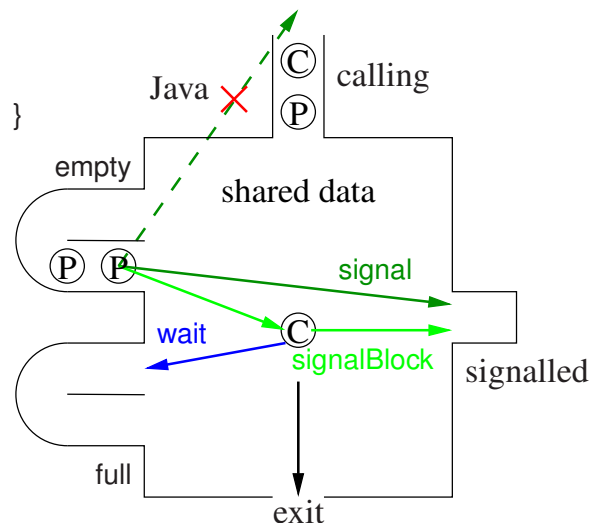 C
calling
Java
P
}
empty
shared data
P P
signal
wait
C
signalBlock
signalled
full
exit